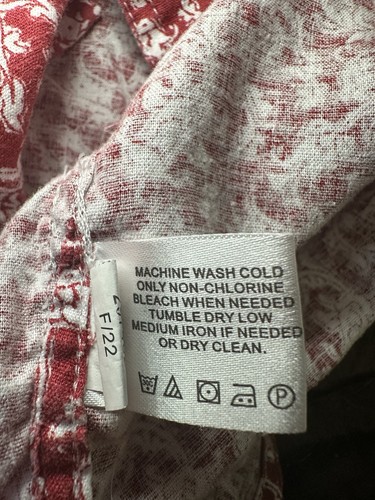 MACHINE WASH COLD
ONLY NON-CHLORINE
BLEACH WHEN NEEDED
TUMBLE DRY LOW
MEDIUM IRON IF NEEDED
OR DRY CLEAN.
P
F122